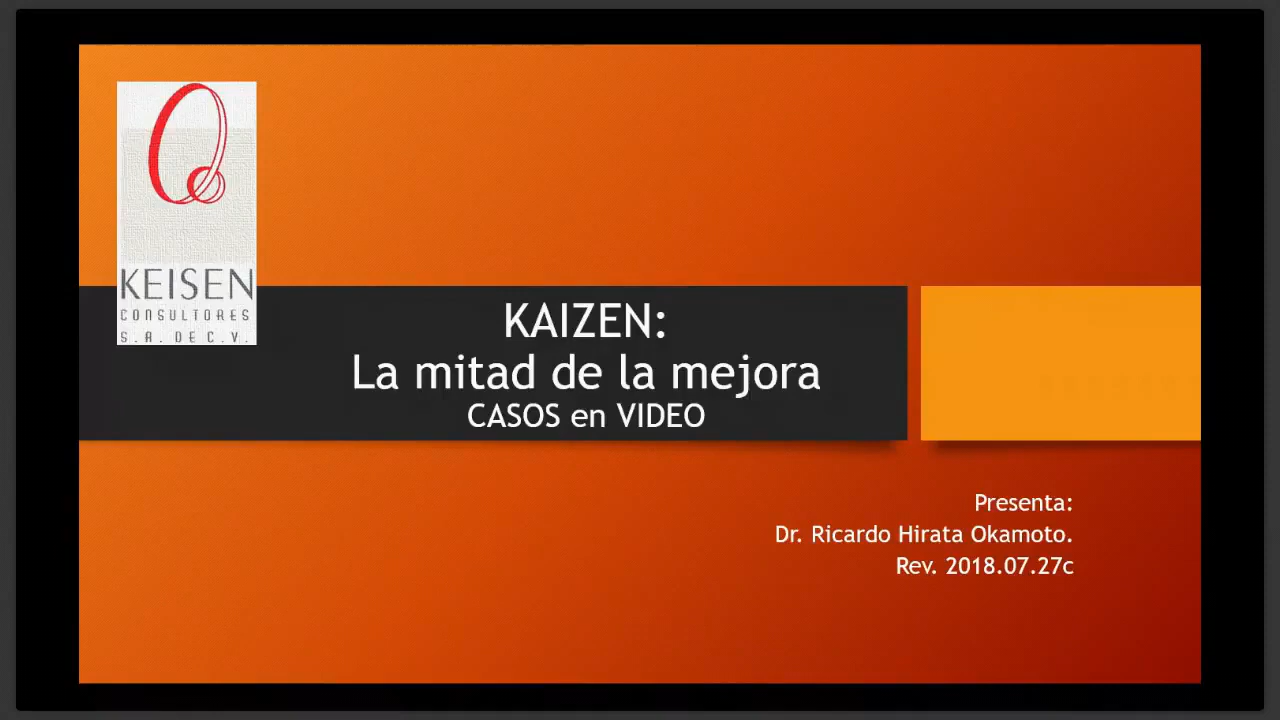 KEISEN
CONSULTORES
S.A. DE C.V.
KAIZEN:
La mitad de la mejora
CASOS en VIDEO
Presenta:
Dr. Ricardo Hirata Okamoto.
Rev. 2018.07.27c